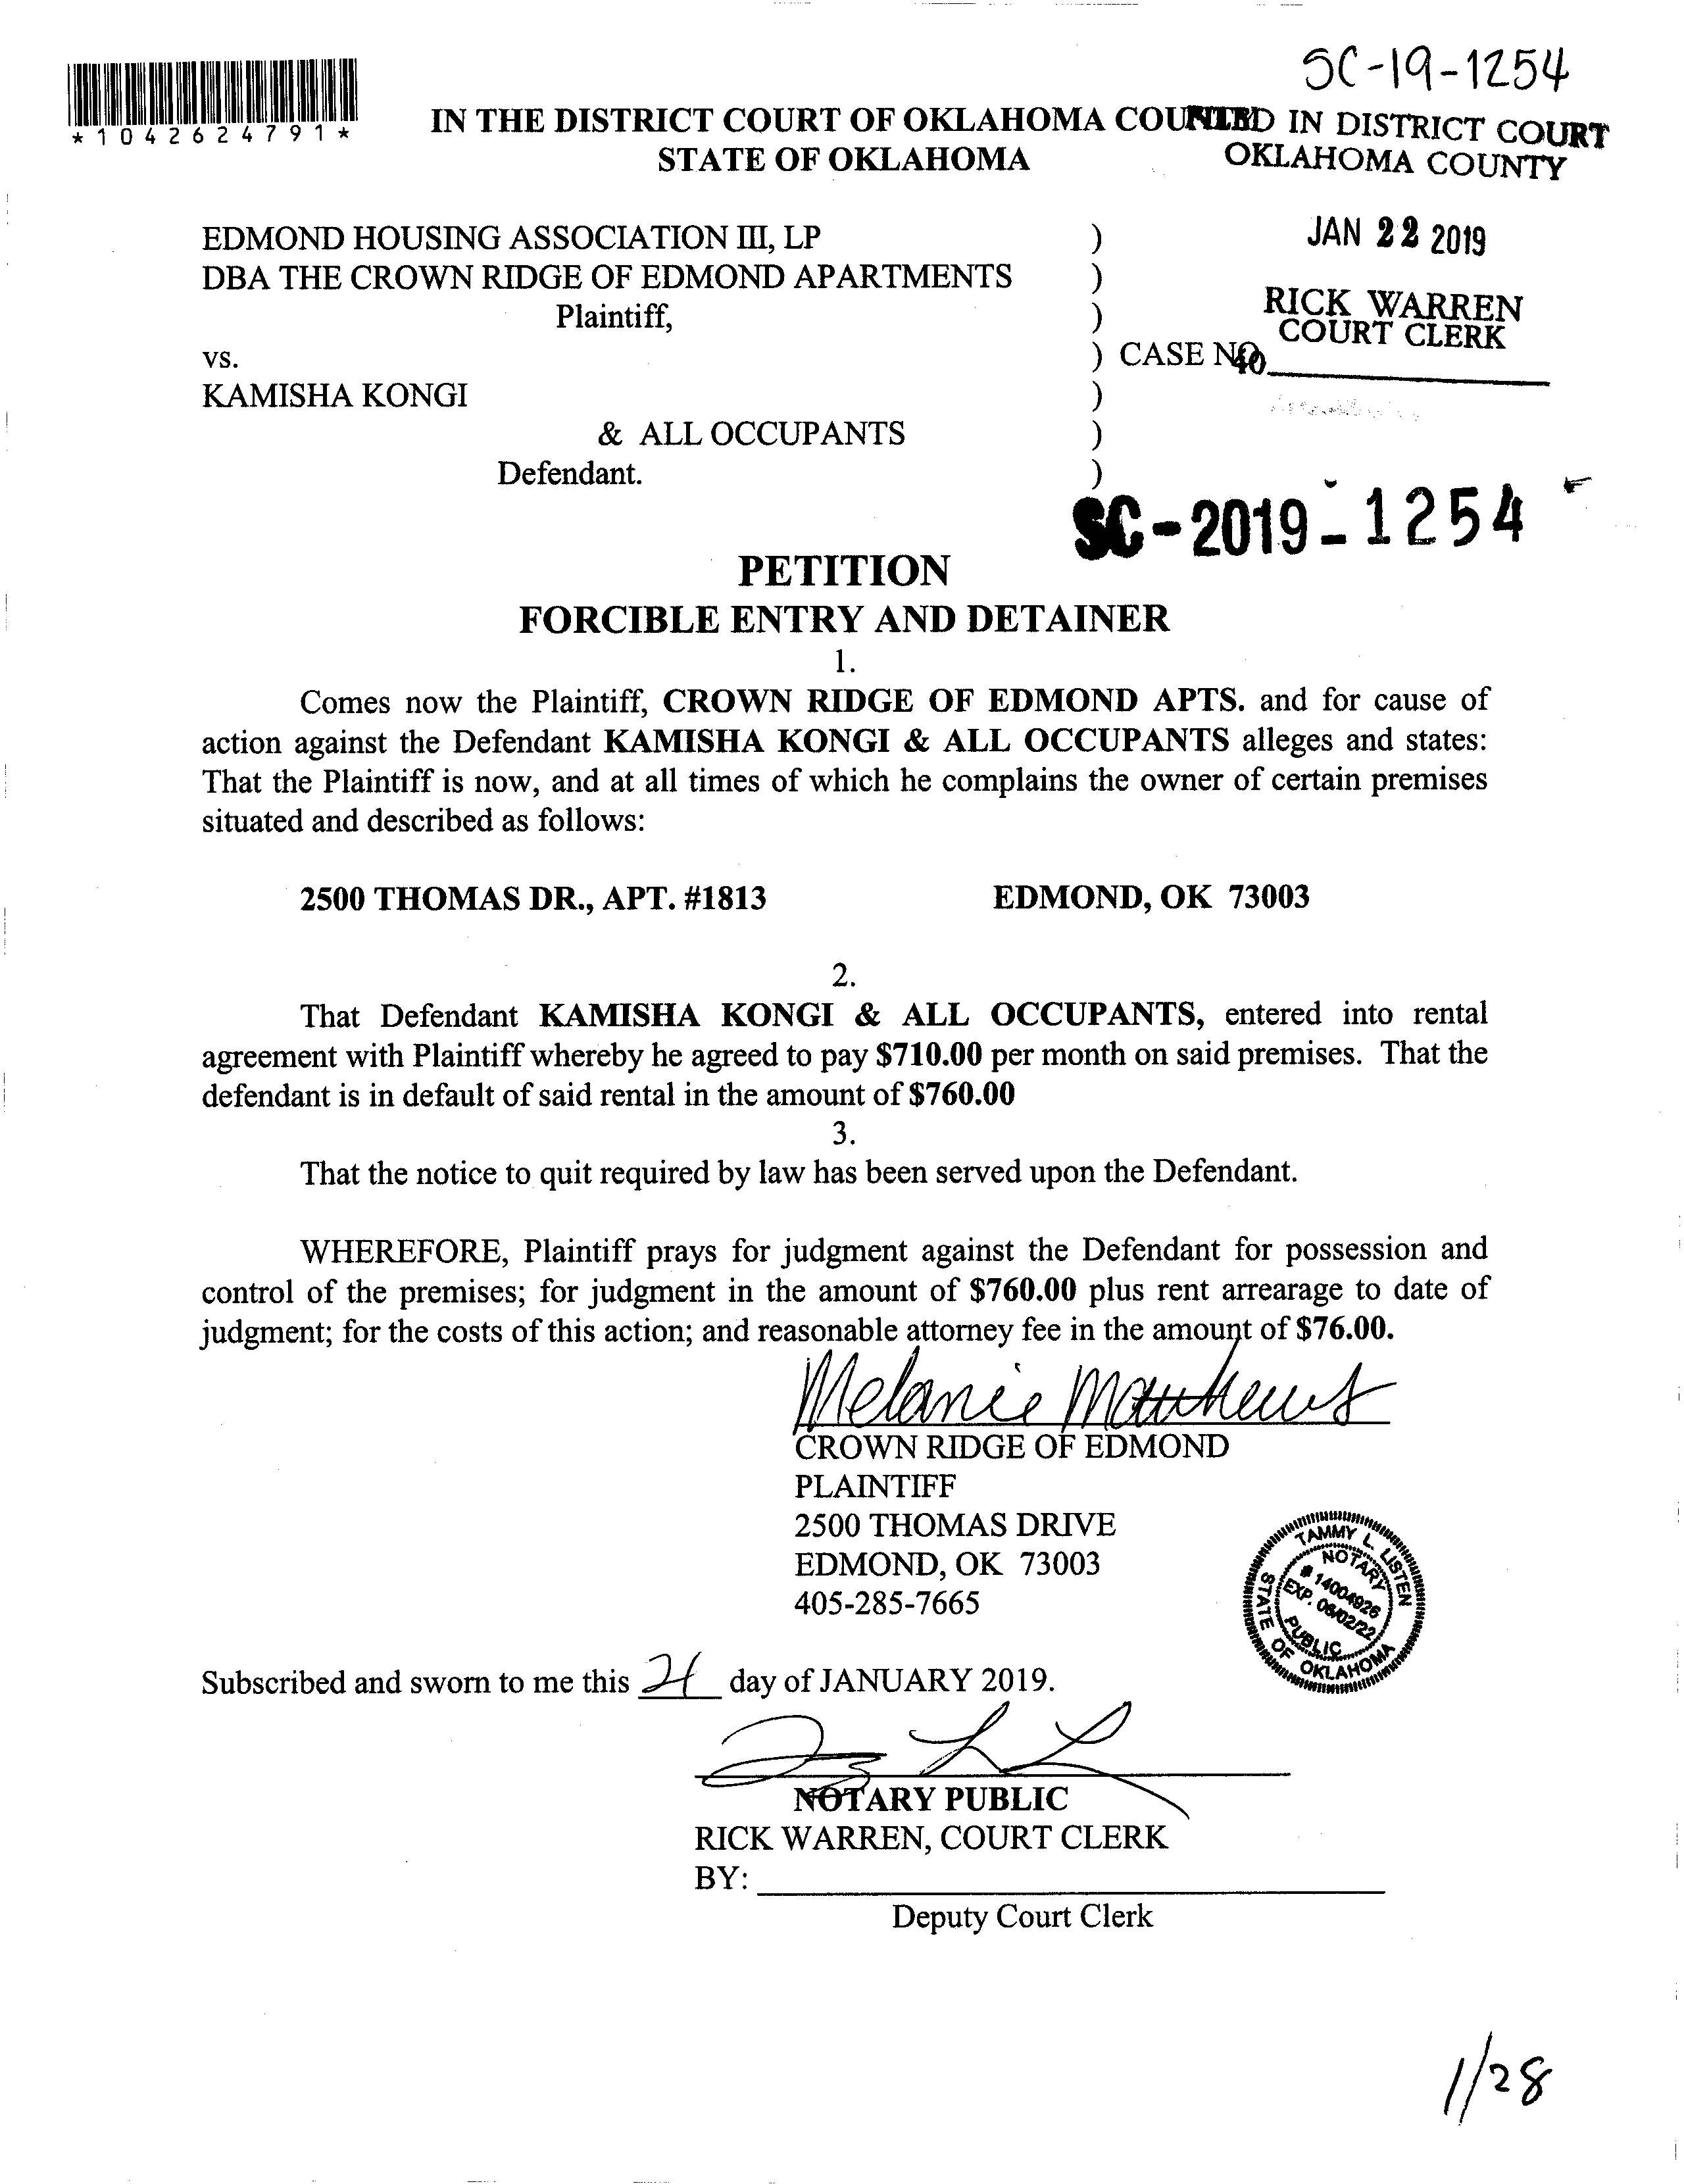 SC-19-1254
*1042624791*
IN THE DISTRICT COURT OF OKLAHOMA COUNTY
STATE OF OKLAHOMA
FILED IN DISTRICT COURT
OKLAHOMA COUNTY
JAN 22 2019
RICK WARREN
COURT CLERK
40
EDMOND HOUSING ASSOCIATION III, LP )
DBA THE CROWN RIDGE OF EDMOND APARTMENTS )
Plaintiff, )
vs. ) CASE NO.
KAMISHA KONGI )
& ALL OCCUPANTS )
Defendant. )
SC-2019-1254
PETITION
FORCIBLE ENTRY AND DETAINER
1.
Comes now the Plaintiff, CROWN RIDGE OF EDMOND APTS. and for cause of
action against the Defendant KAMISHA KONGI & ALL OCCUPANTS alleges and states:
That the Plaintiff is now, and at all times of which he complains the owner of certain premises
situated and described as follows:
2500 THOMAS DR., APT. #1813 EDMOND, OK 73003
2.
That Defendant KAMISHA KONGI & ALL OCCUPANTS, entered into rental
agreement with Plaintiff whereby he agreed to pay $710.00 per month on said premises. That the
defendant is in default of said rental in the amount of $760.00
3.
That the notice to quit required by law has been served upon the Defendant.
WHEREFORE, Plaintiff prays for judgment against the Defendant for possession and
control of the premises; for judgment in the amount of $760.00 plus rent arrearage to date of
judgment; for the costs of this action; and reasonable attorney fee in the amount of $76.00.
Melanie Matthews
CROWN RIDGE OF EDMOND
PLAINTIFF
2500 THOMAS DRIVE
EDMOND, OK 73003
405-285-7665
TAMMY L. LISTEN
NOTARY
# 14004926
EXP. 06/02/22
PUBLIC
STATE OF OKLAHOMA
Subscribed and sworn to me this 21 day of JANUARY 2019.
NOTARY PUBLIC
RICK WARREN, COURT CLERK
BY:
Deputy Court Clerk
1/28